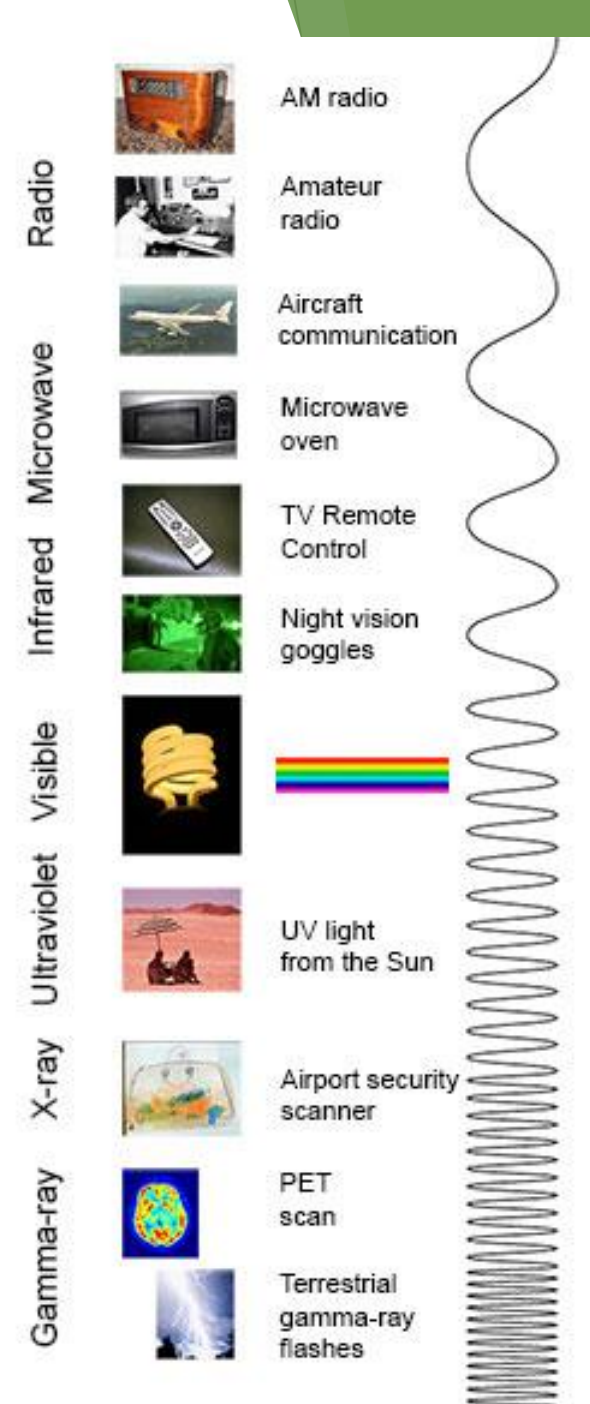 Radio
AM radio
Amateur
radio
Aircraft
communication
Microwave
Microwave
oven
Infrared
TV Remote
Control
Night vision
goggles
Visible
Ultraviolet
UV light
from the Sun
X-ray
Airport security
scanner
Gamma-ray
PET
scan
Terrestrial
gamma-ray
flashes